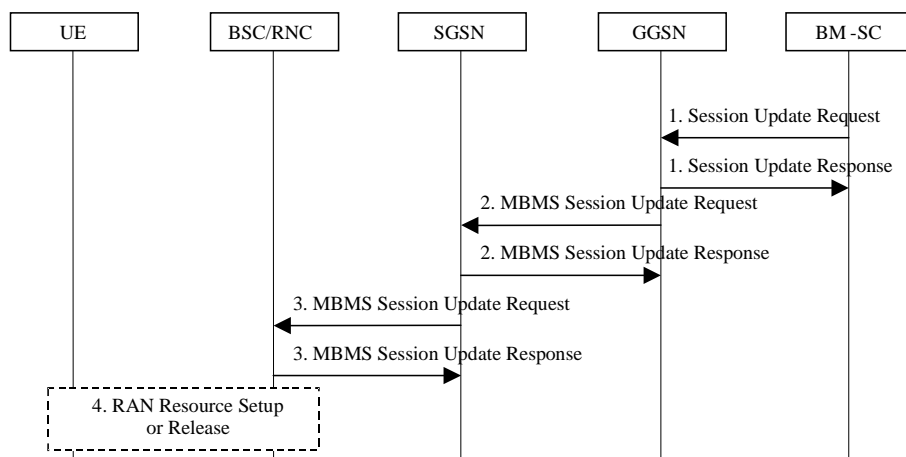 UE
BSC/RNC
SGSN
GGSN
BM-SC
1. Session Update Request
1. Session Update Response
2. MBMS Session Update Request
2. MBMS Session Update Response
3. MBMS Session Update Request
3. MBMS Session Update Response
4. RAN Resource Setup
or Release